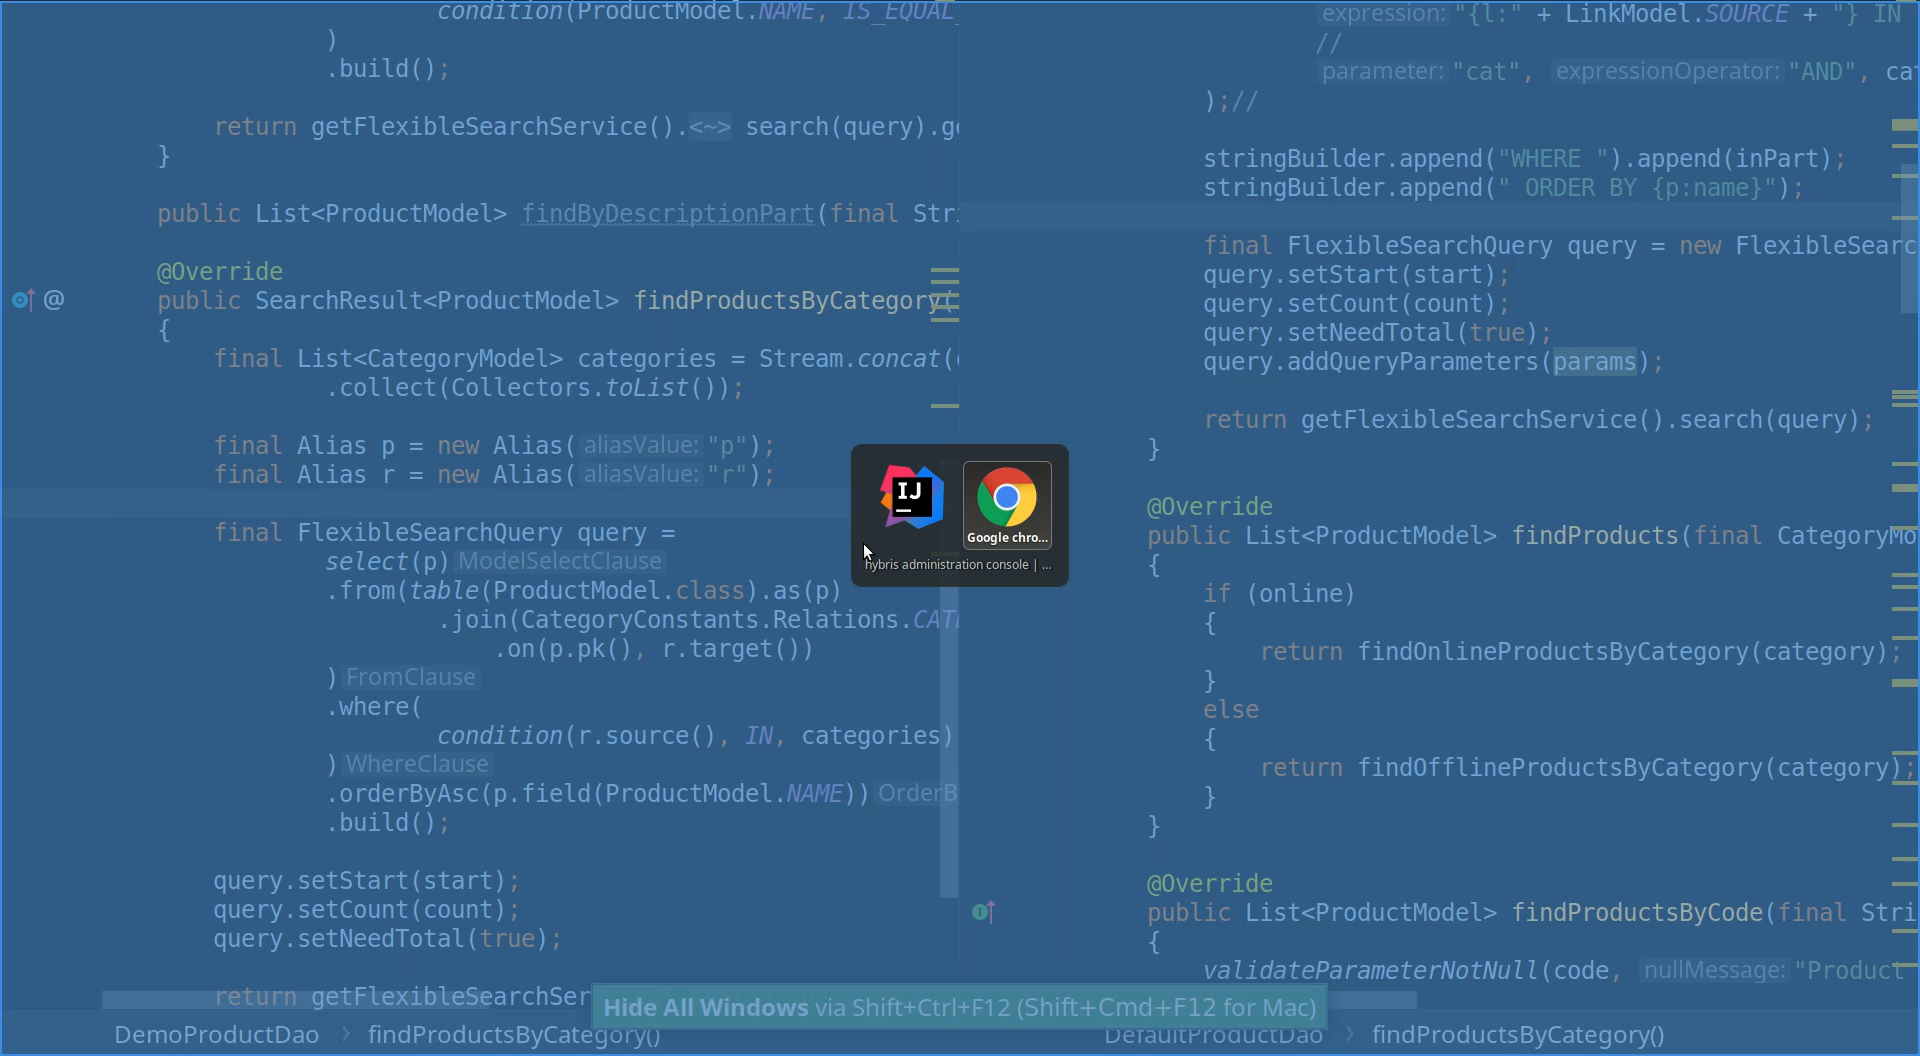 condition(ProductModel.NAME, IS_EQUAL_
)
.build();
return getFlexibleSearchService().<~> search(query).ge
}
public List<ProductModel> findByDescriptionPart(final Stri
@Override
@ public SearchResult<ProductModel> findProductsByCategory(
{
final List<CategoryModel> categories = Stream.concat(c
.collect(Collectors.toList());
final Alias p = new Alias( aliasValue: "p");
final Alias r = new Alias( aliasValue: "r");
final FlexibleSearchQuery query =
select(p) ModelSelectClause
.from(table(ProductModel.class).as(p)
.join(CategoryConstants.Relations.CAT
.on(p.pk(), r.target())
) FromClause
.where(
condition(r.source(), IN, categories)
) WhereClause
.orderByAsc(p.field(ProductModel.NAME)) OrderB
.build();
query.setStart(start);
query.setCount(count);
query.setNeedTotal(true);
return getFlexibleSearchSer
DemoProductDao > findProductsByCategory()
expression: "{l:" + LinkModel.SOURCE + "} IN
//
parameter: "cat", expressionOperator: "AND", cat
);//
stringBuilder.append("WHERE ").append(inPart);
stringBuilder.append(" ORDER BY {p:name}");
final FlexibleSearchQuery query = new FlexibleSearc
query.setStart(start);
query.setCount(count);
query.setNeedTotal(true);
query.addQueryParameters(params);
return getFlexibleSearchService().search(query);
}
@Override
public List<ProductModel> findProducts(final CategoryMo
{
if (online)
{
return findOnlineProductsByCategory(category);
}
else
{
return findOfflineProductsByCategory(category);
}
}
@Override
public List<ProductModel> findProductsByCode(final Stri
{
validateParameterNotNull(code, nullMessage: "Product
DefaultProductDao > findProductsByCategory()
IJ
Google chro...
hybris administration console | ...
Hide All Windows via Shift+Ctrl+F12 (Shift+Cmd+F12 for Mac)